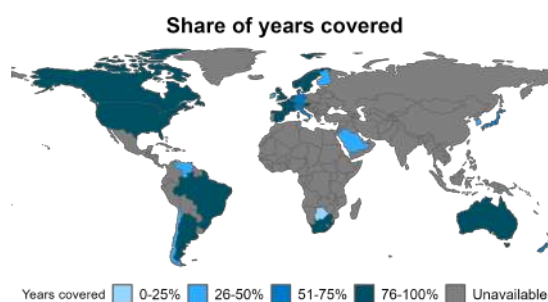 Share of years covered
Years covered 0-25% 26-50% 51-75% 76-100% Unavailable